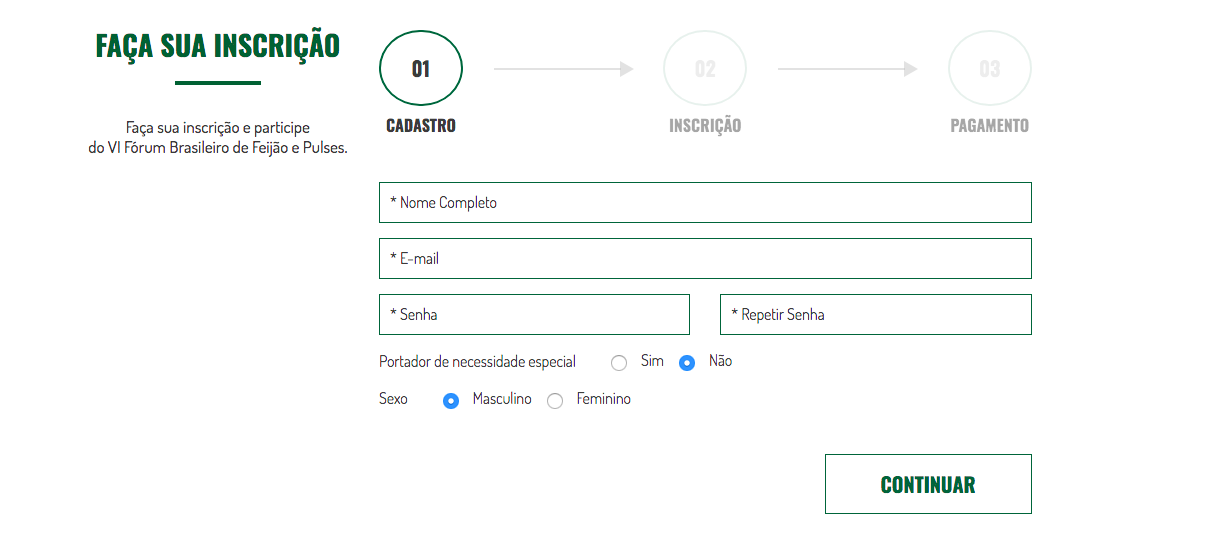 FAÇA SUA INSCRIÇÃO
Faça sua inscrição e participe
do VI Fórum Brasileiro de Feijão e Pulses.
01
02
03
CADASTRO
INSCRIÇÃO
PAGAMENTO
* Nome Completo
* E-mail
* Senha
* Repetir Senha
Portador de necessidade especial Sim Não
Sexo Masculino Feminino
CONTINUAR